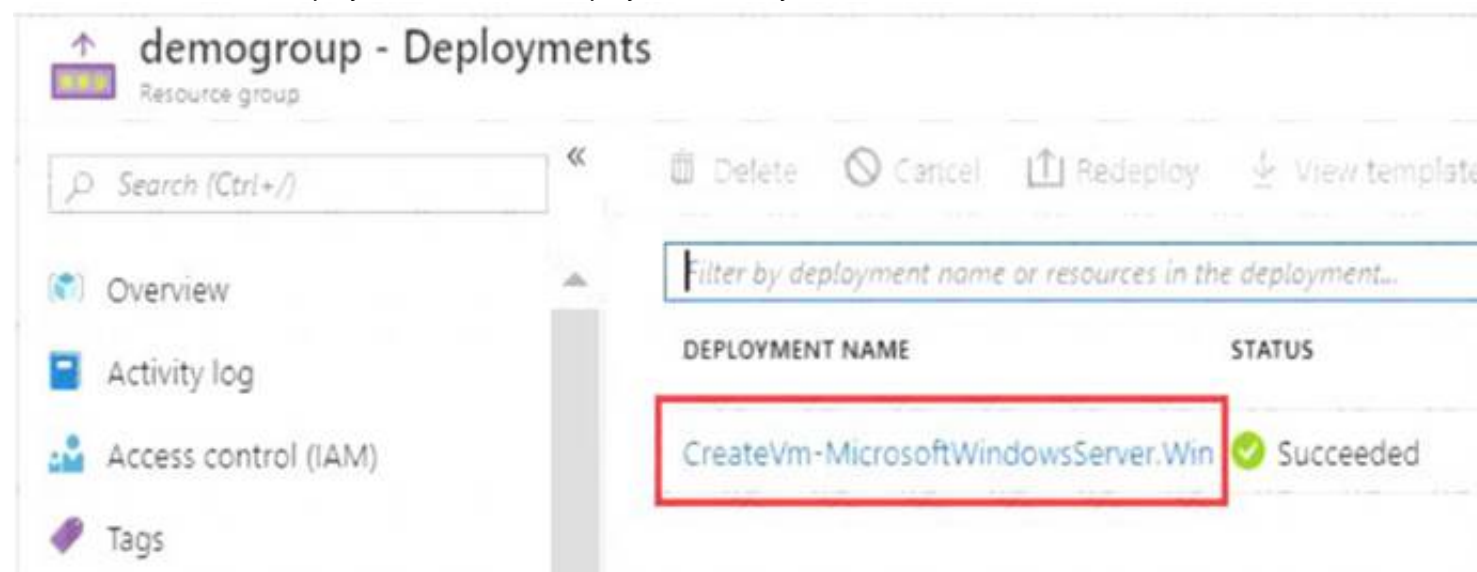 demogroup - Deployments
Resource group
Search (Ctrl+/)
«
Delete
Cancel
Redeploy
View template
Filter by deployment name or resources in the deployment...
Overview
Activity log
Access control (IAM)
Tags
DEPLOYMENT NAME
STATUS
CreateVm-MicrosoftWindowsServer.Win
Succeeded